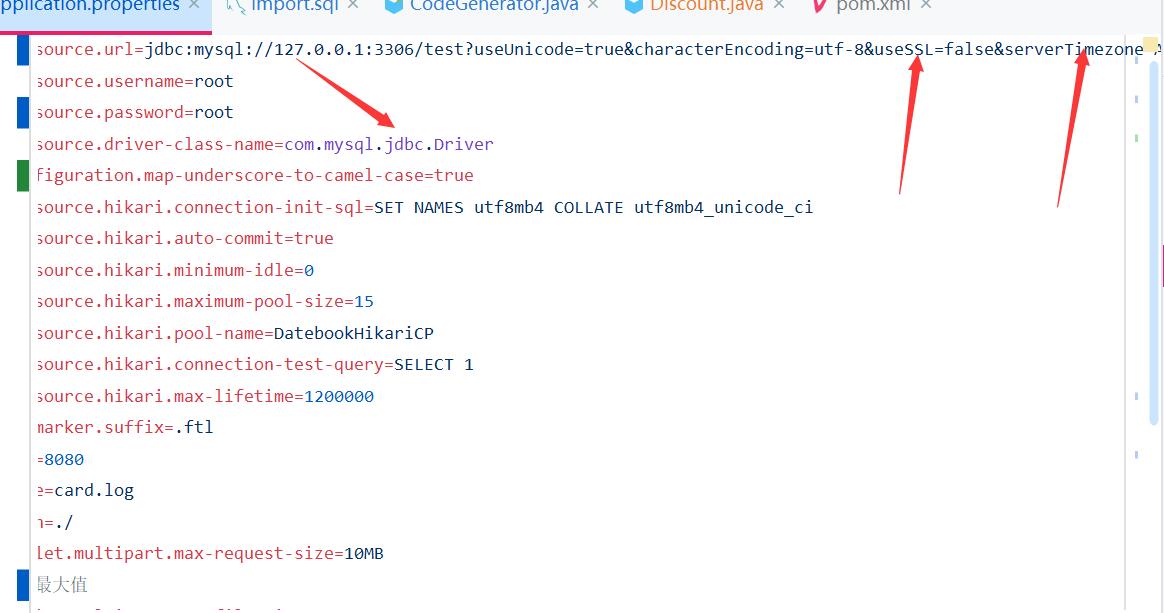 pplication.properties × import.sql × CodeGenerator.java × Discount.java × pom.xml ×
source.url=jdbc:mysql://127.0.0.1:3306/test?useUnicode=true&characterEncoding=utf-8&useSSL=false&serverTimezone
source.username=root
source.password=root
source.driver-class-name=com.mysql.jdbc.Driver
figuration.map-underscore-to-camel-case=true
source.hikari.connection-init-sql=SET NAMES utf8mb4 COLLATE utf8mb4_unicode_ci
source.hikari.auto-commit=true
source.hikari.minimum-idle=0
source.hikari.maximum-pool-size=15
source.hikari.pool-name=DatebookHikariCP
source.hikari.connection-test-query=SELECT 1
source.hikari.max-lifetime=1200000
marker.suffix=.ftl
=8080
e=card.log
n=./
let.multipart.max-request-size=10MB
最大值